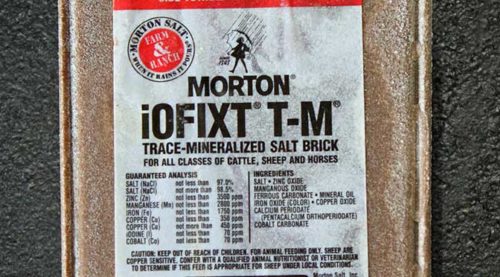 MORTON SALT
FARM
&
RANCH
WHEN IT RAINS IT POURS
MORTON®
iOFIXT® T-M®
TRACE-MINERALIZED SALT BRICK
FOR ALL CLASSES OF CATTLE, SHEEP AND HORSES
GUARANTEED ANALYSIS
SALT (NaCl) not less than 97.0%
SALT (NaCl) not more than 98.5%
ZINC (Zn) not less than 3500 ppm
MANGANESE (Mn) not less than ppm
IRON (Fe) not less than 1750 ppm
COPPER (Cu) not less than 350 ppm
COPPER (Cu) not more than 450 ppm
IODINE (I) not less than 70 ppm
COBALT (Co) not less than 70 ppm
INGREDIENTS
SALT • ZINC OXIDE
MANGANOUS OXIDE
FERROUS CARBONATE • MINERAL OIL
IRON OXIDE (COLOR) • COPPER OXIDE
CALCIUM PERIODATE
(PENTACALCIUM ORTHOPERIODATE)
COBALT CARBONATE
CAUTION: KEEP OUT OF REACH OF CHILDREN. FOR ANIMAL FEEDING ONLY. SHEEP ARE
COPPER SENSITIVE. CONFER WITH A QUALIFIED ANIMAL NUTRITIONIST OR VETERINARIAN
TO DETERMINE IF THIS FEED IS APPROPRIATE FOR SHEEP UNDER LOCAL CONDITIONS.
Morton Salt, Inc.